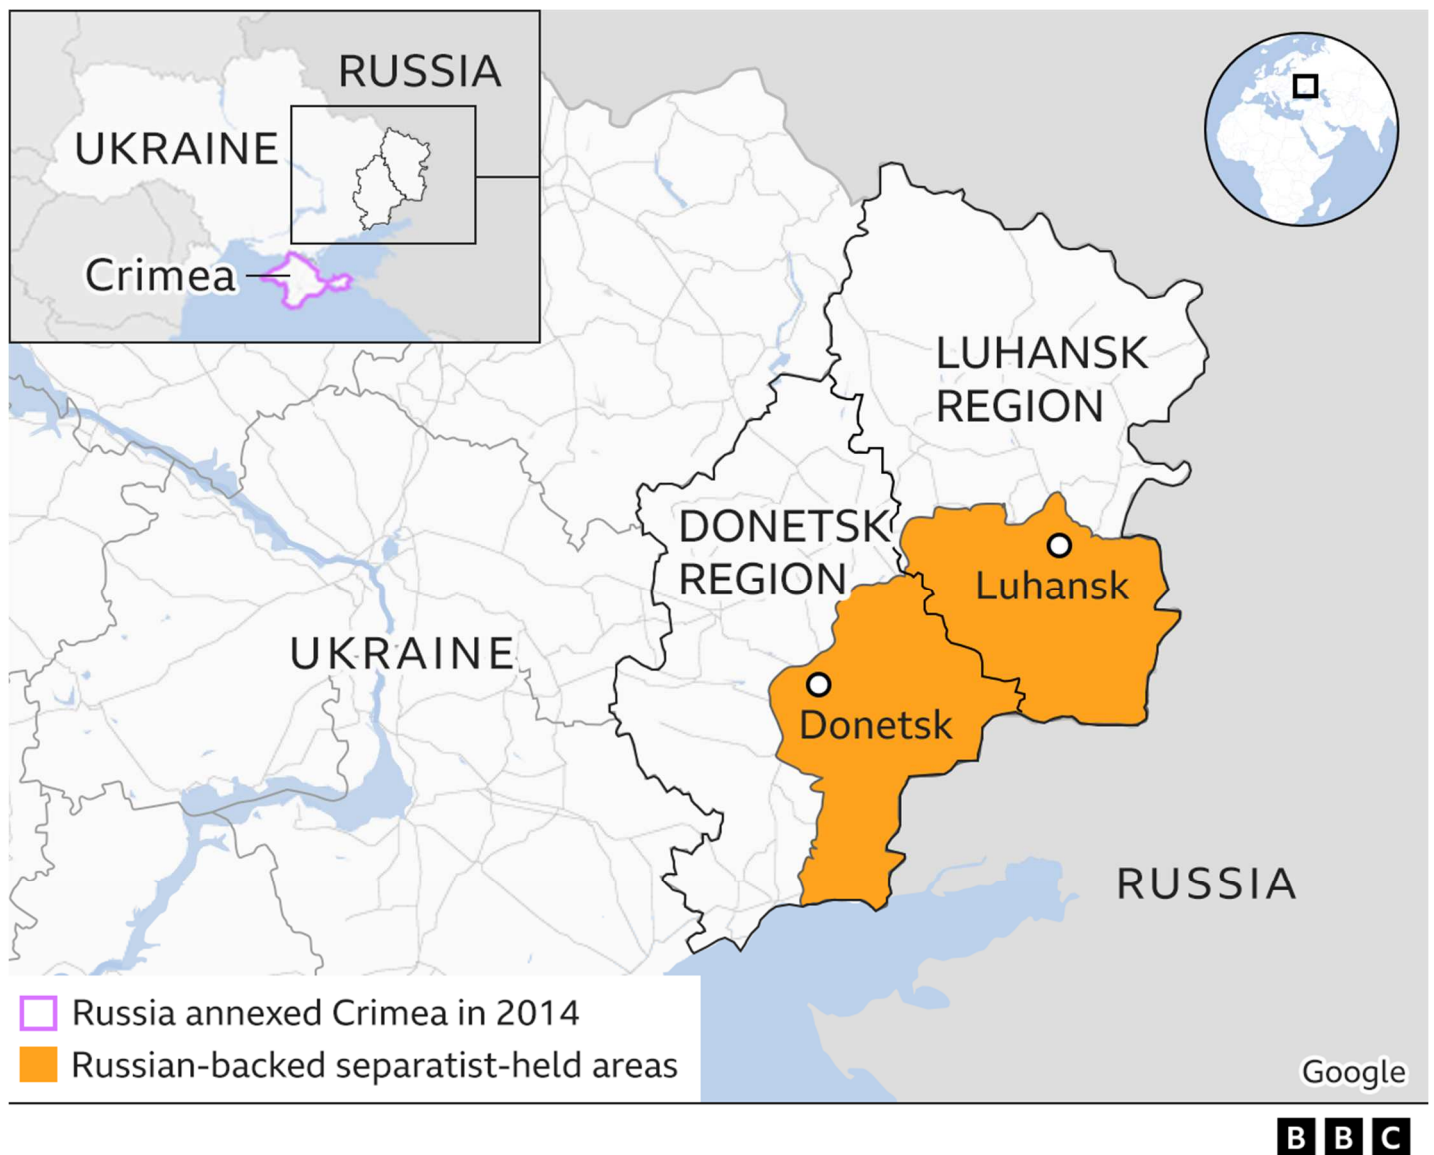 RUSSIA
UKRAINE
Crimea
LUHANSK
REGION
DONETSK
REGION
Luhansk
UKRAINE
Donetsk
RUSSIA
Russia annexed Crimea in 2014
Russian-backed separatist-held areas
Google
BBC